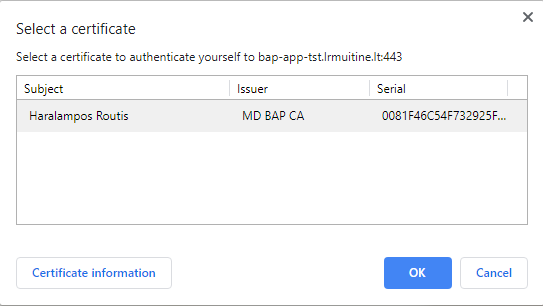 Select a certificate
Select a certificate to authenticate yourself to bap-app-tst.lrmuitine.lt:443
Subject Issuer Serial
Haralampos Routis MD BAP CA 0081F46C54F732925F...
Certificate information OK Cancel